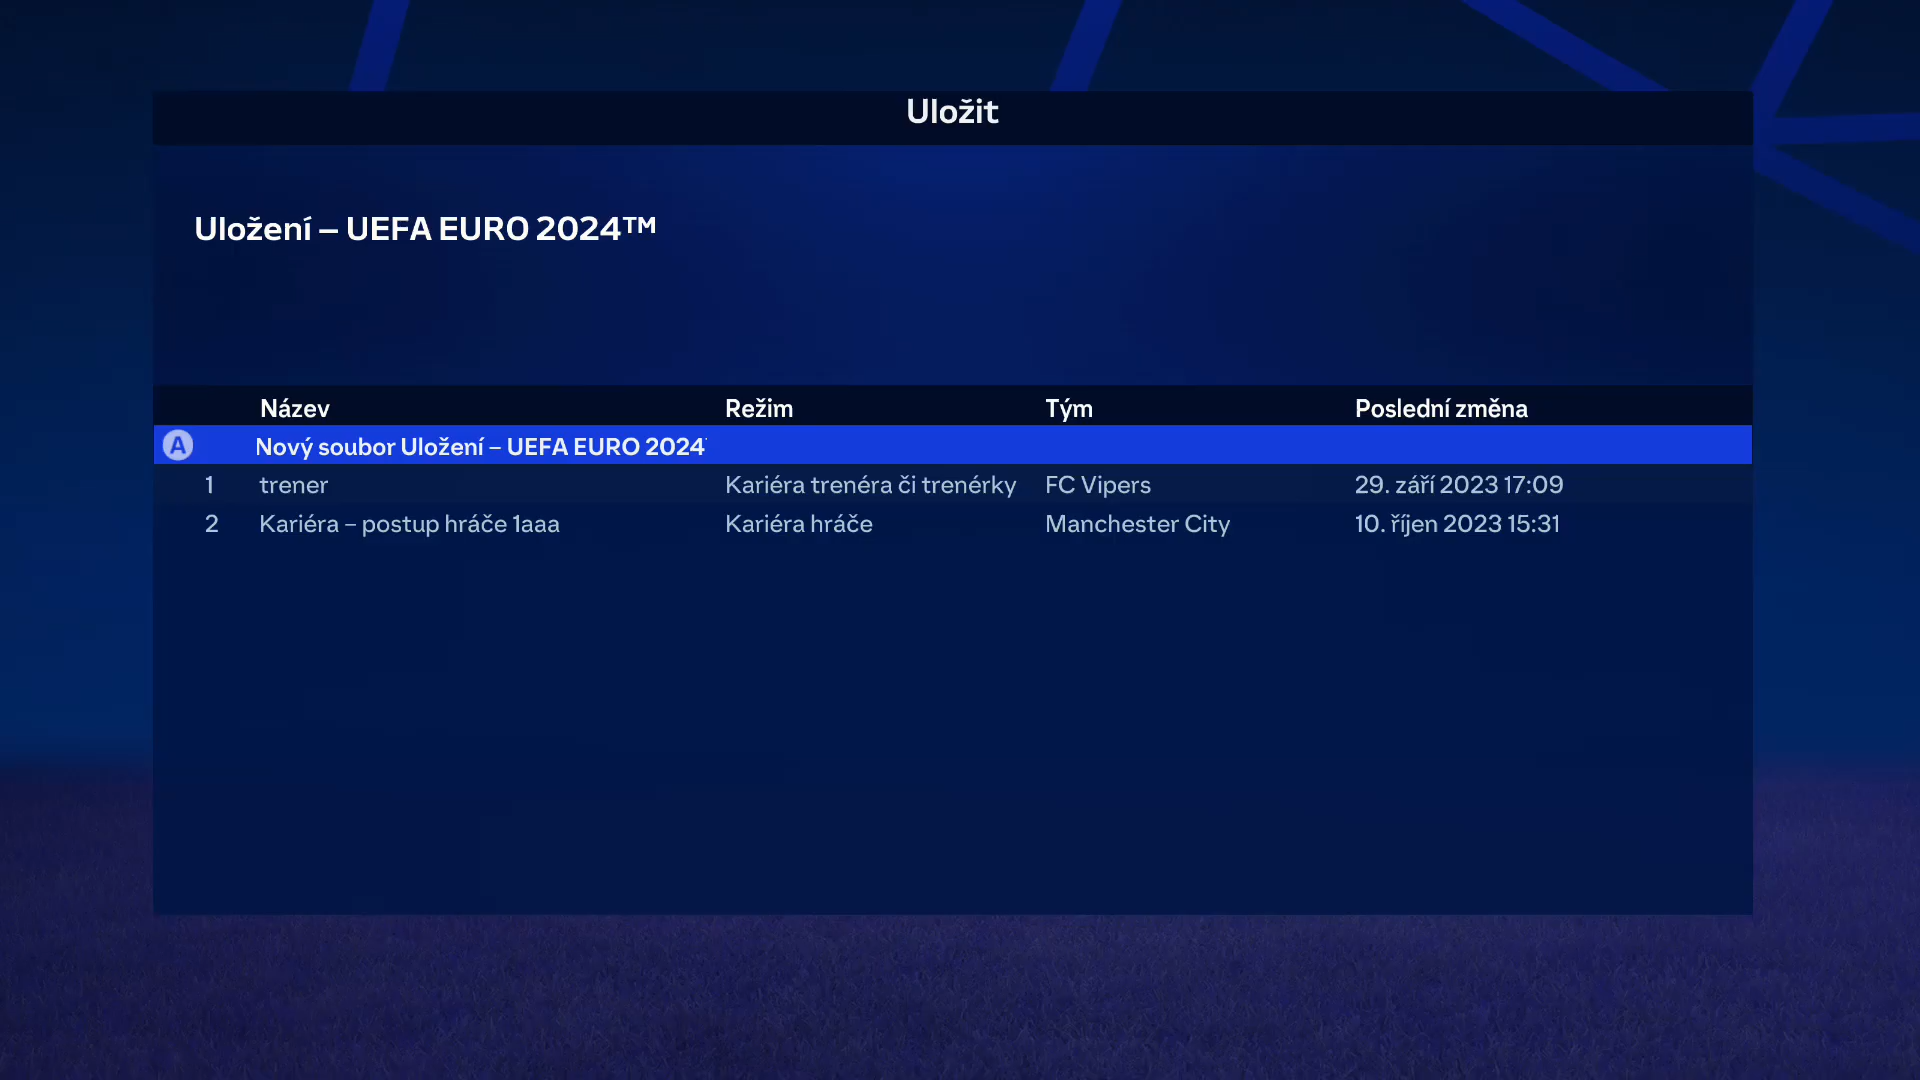 Uložit
Uložení – UEFA EURO 2024™
Název Režim Tým Poslední změna
A Nový soubor Uložení – UEFA EURO 2024
1 trener Kariéra trenéra či trenérky FC Vipers 29. září 2023 17:09
2 Kariéra – postup hráče 1aaa Kariéra hráče Manchester City 10. říjen 2023 15:31